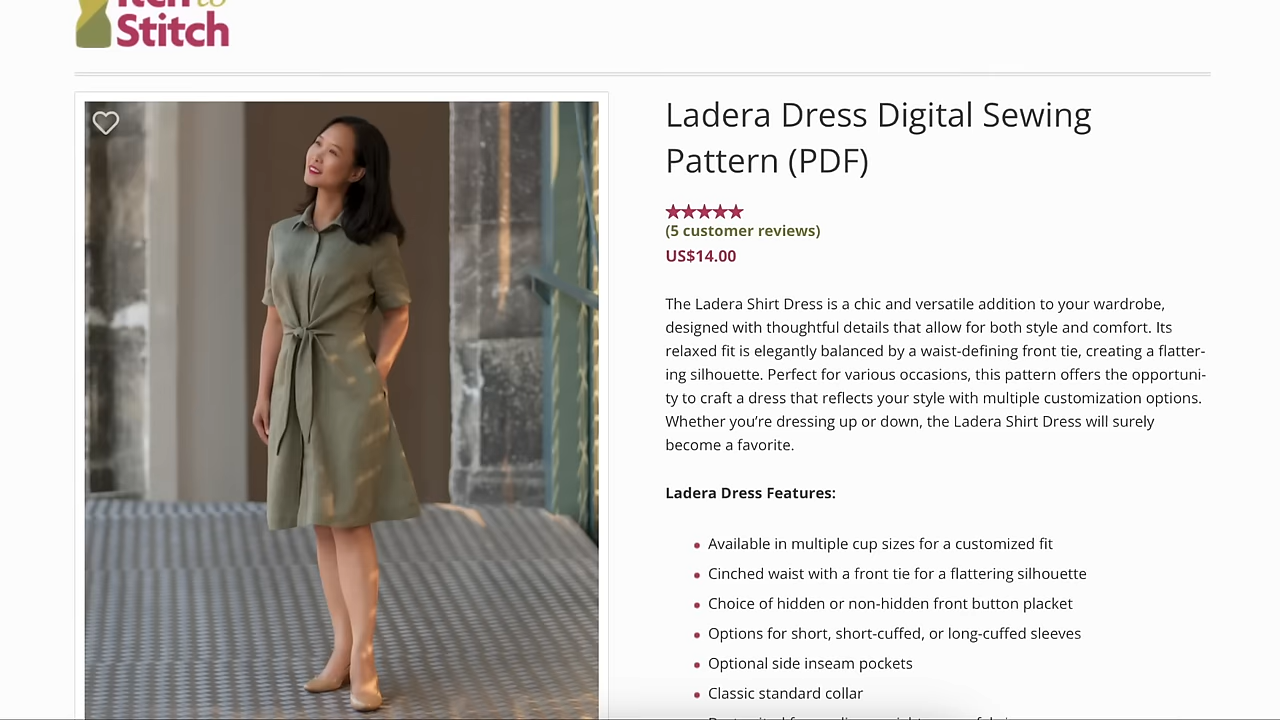 to
Stitch
Ladera Dress Digital Sewing
Pattern (PDF)
(5 customer reviews)
US$14.00
The Ladera Shirt Dress is a chic and versatile addition to your wardrobe,
designed with thoughtful details that allow for both style and comfort. Its
relaxed fit is elegantly balanced by a waist-defining front tie, creating a flatter-
ing silhouette. Perfect for various occasions, this pattern offers the opportuni-
ty to craft a dress that reflects your style with multiple customization options.
Whether you’re dressing up or down, the Ladera Shirt Dress will surely
become a favorite.
Ladera Dress Features:
Available in multiple cup sizes for a customized fit
Cinched waist with a front tie for a flattering silhouette
Choice of hidden or non-hidden front button placket
Options for short, short-cuffed, or long-cuffed sleeves
Optional side inseam pockets
Classic standard collar